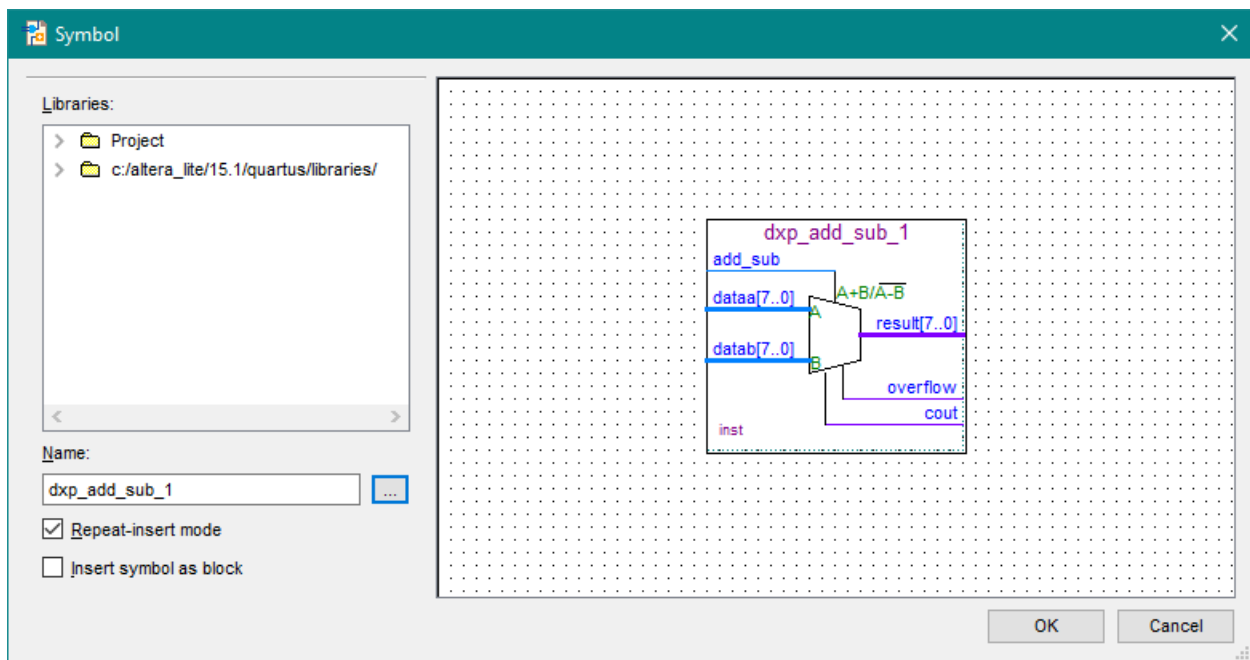 Symbol
Libraries:
Project
c:/altera_lite/15.1/quartus/libraries/
Name:
dxp_add_sub_1
...
Repeat-insert mode
Insert symbol as block
dxp_add_sub_1
add_sub
A+B/A-B
dataa[7..0]
A
result[7..0]
datab[7..0]
B
overflow
cout
inst
OK
Cancel